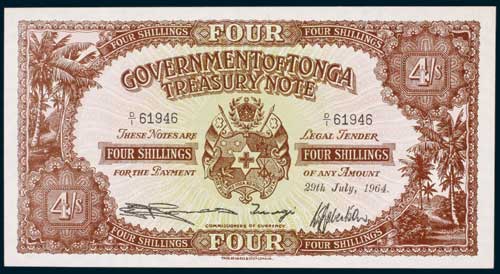 FOUR
FOUR SHILLINGS FOUR SHILLINGS
GOVERNMENT OF TONGA
TREASURY NOTE
4/s
D/1 61946 D/1 61946
THESE NOTES ARE LEGAL TENDER
FOUR SHILLINGS FOUR SHILLINGS
FOR THE PAYMENT OF ANY AMOUNT
29th July, 1964.
4/s
COMMISSIONERS OF CURRENCY
FOUR SHILLINGS FOUR SHILLINGS
FOUR